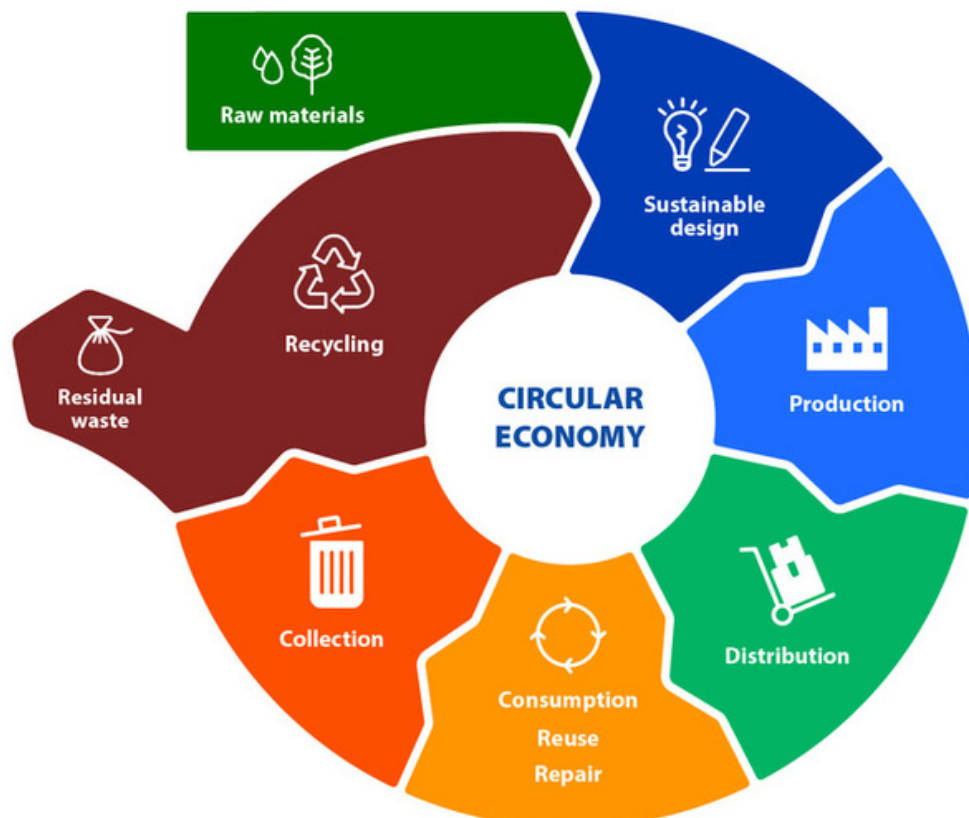 Raw materials
Sustainable
design
Production
Distribution
Consumption
Reuse
Repair
Collection
Recycling
Residual
waste
CIRCULAR
ECONOMY